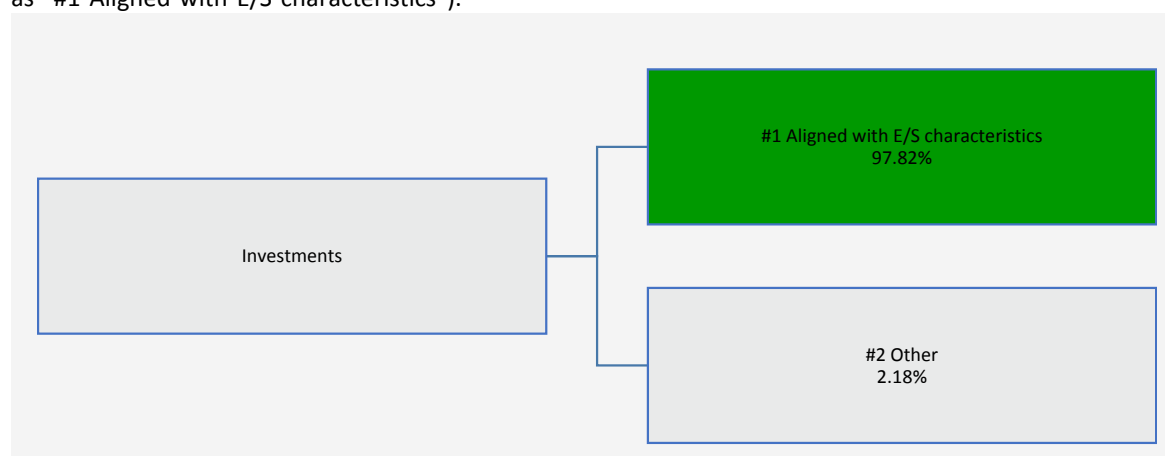 as "#1 Aligned with E/S characteristics").
#1 Aligned with E/S characteristics
97.82%
Investments
#2 Other
2.18%